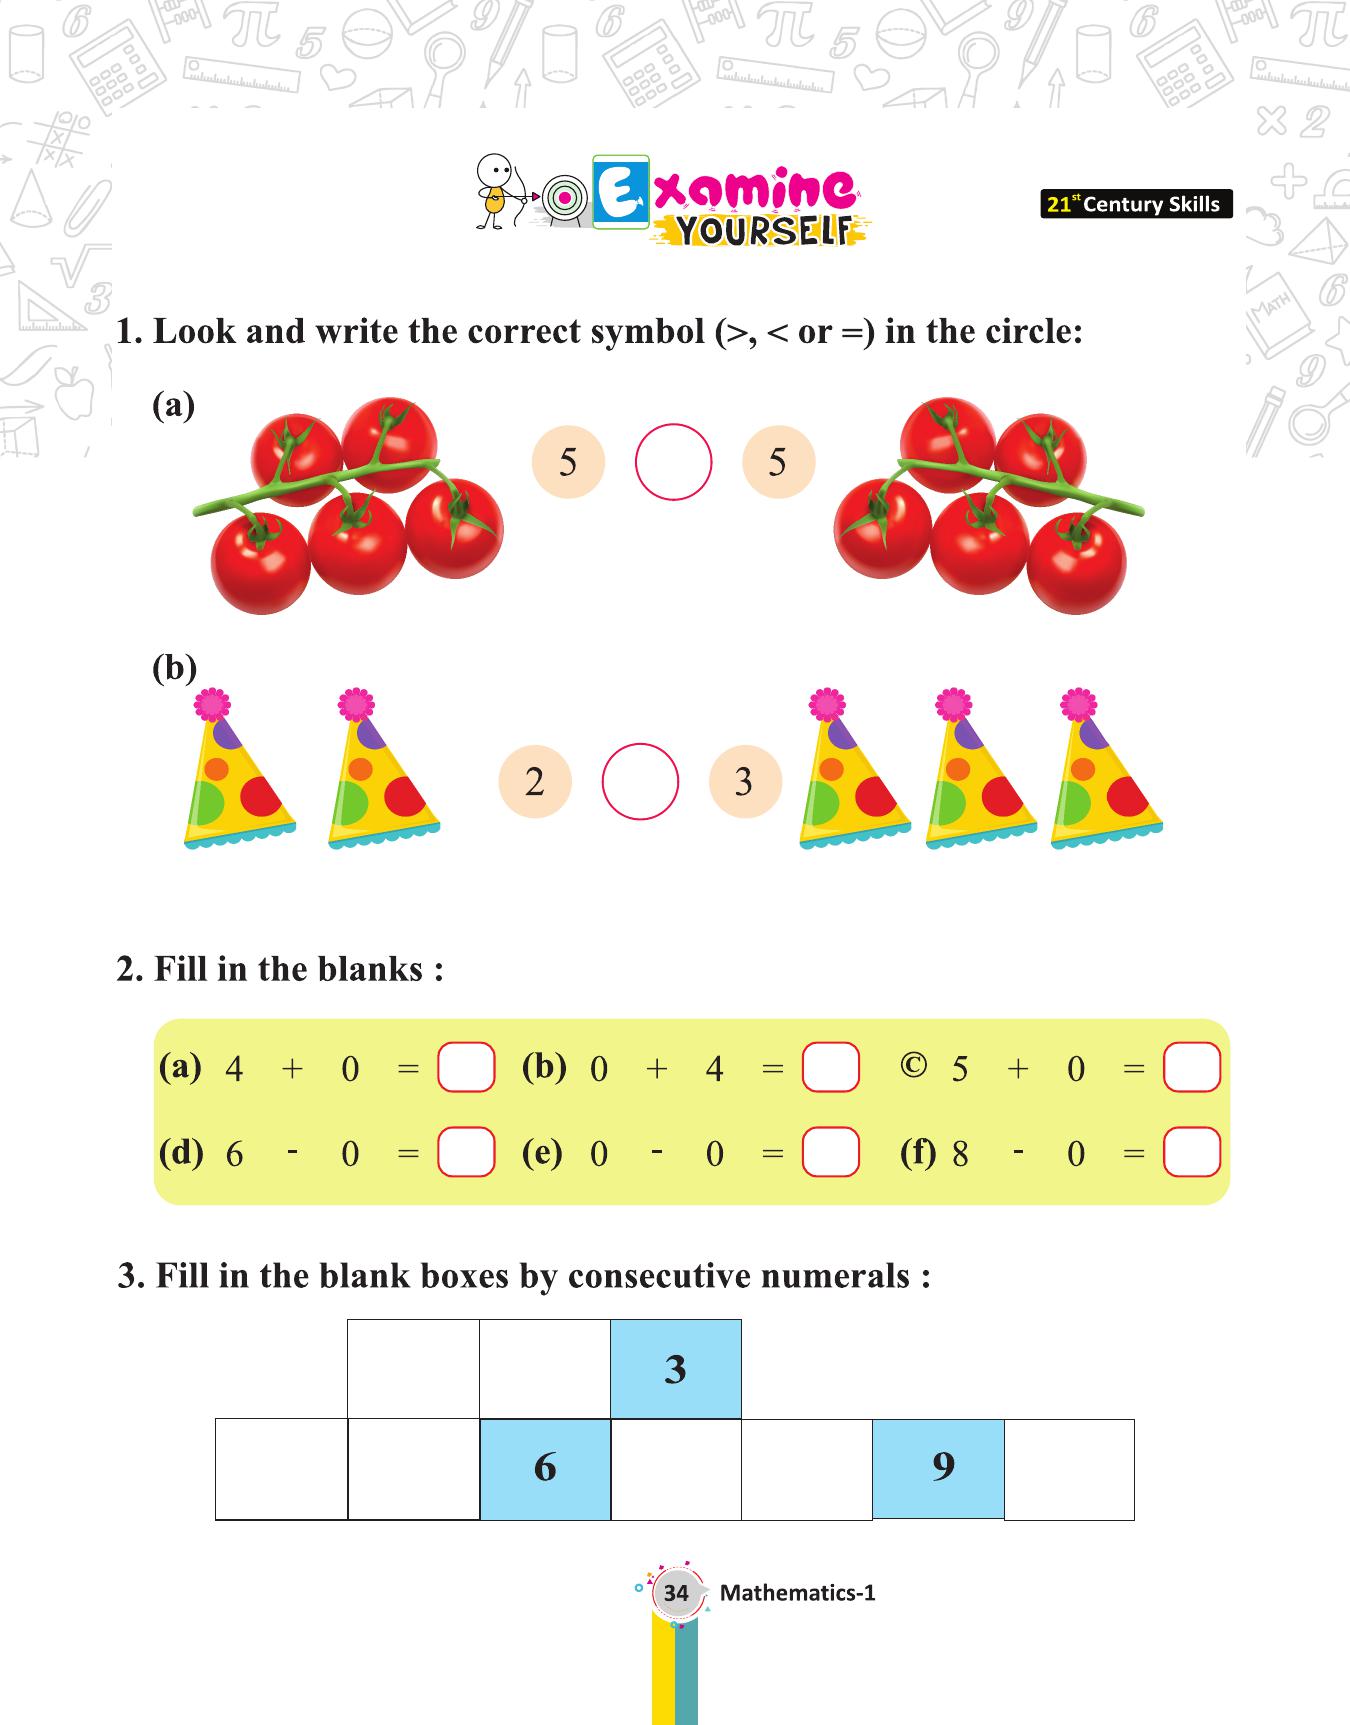 Examine
YOURSELF
21st Century Skills
1. Look and write the correct symbol (>, < or =) in the circle:
(a)
5 5
(b)
2 3
2. Fill in the blanks :
(a) 4 + 0 = (b) 0 + 4 = © 5 + 0 =
(d) 6 - 0 = (e) 0 - 0 = (f) 8 - 0 =
3. Fill in the blank boxes by consecutive numerals :
3
6 9
34 Mathematics-1